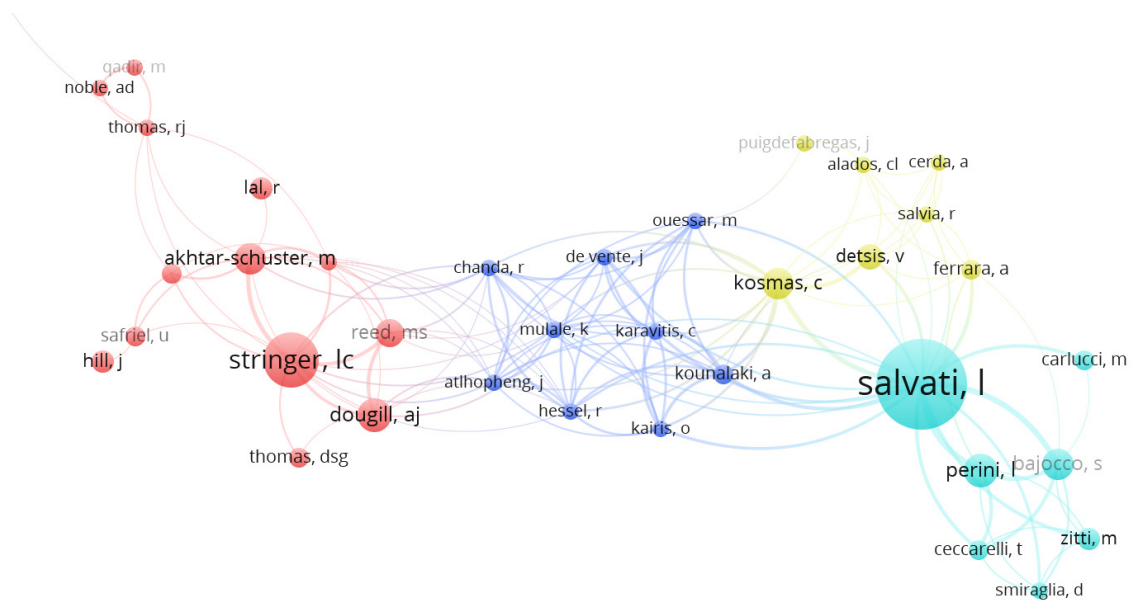 qadir, m
noble, ad
thomas, rj
lal, r
akhtar-schuster, m
safriel, u
hill, j
stringer, lc
reed, ms
dougill, aj
thomas, dsg
chanda, r
de vente, j
ouessar, m
mulale, k
karavitis, c
atlhopheng, j
hessel, r
kounalaki, a
kairis, o
puigdefabregas, j
alados, cl
cerda, a
salvia, r
detsis, v
ferrara, a
kosmas, c
salvati, l
carlucci, m
perini, l
bajocco, s
ceccarelli, t
zitti, m
smiraglia, d